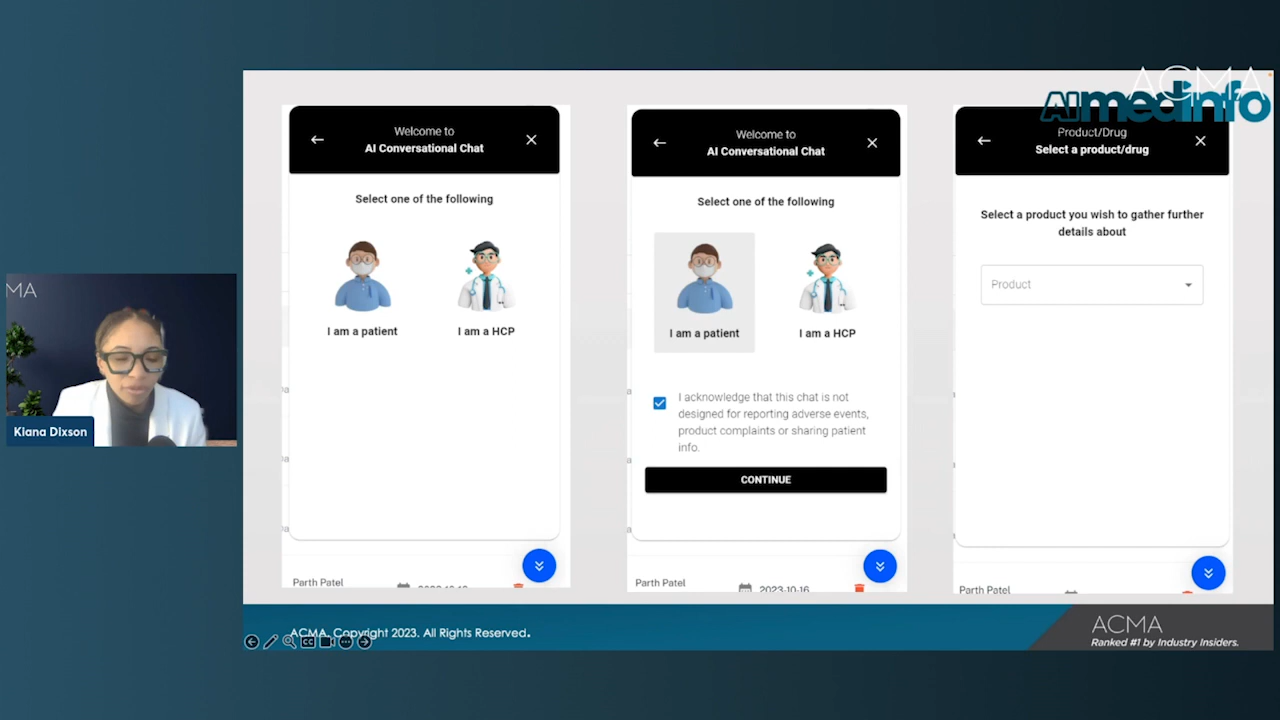 ACMA
AImedinfo
Welcome to
AI Conversational Chat
Select one of the following
I am a patient
I am a HCP
Parth Patel
Welcome to
AI Conversational Chat
Select one of the following
I am a patient
I am a HCP
I acknowledge that this chat is not
designed for reporting adverse events,
product complaints or sharing patient
info.
CONTINUE
Parth Patel
2023-10-16
Product/Drug
Select a product/drug
Select a product you wish to gather further
details about
Product
Parth Patel
MA
Kiana Dixson
ACMA, Copyright 2023. All Rights Reserved.
CC
ACMA
Ranked #1 by Industry Insiders.